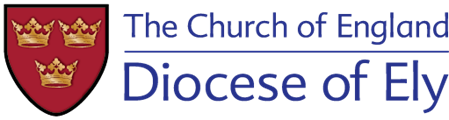 The Church of England
Diocese of Ely